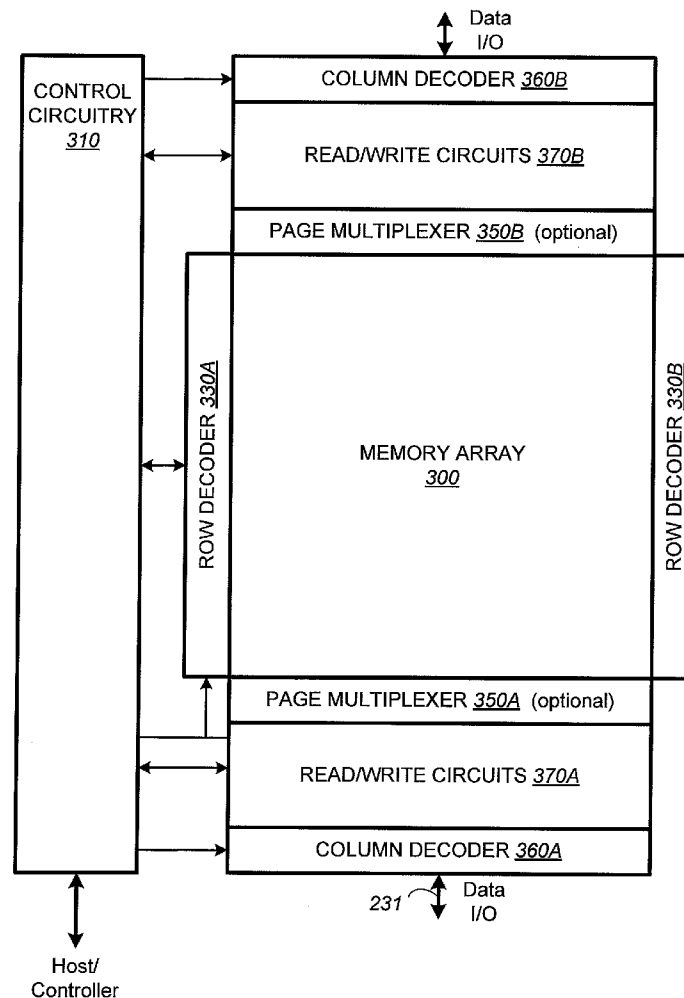 Data
I/O
CONTROL
CIRCUITRY
310
COLUMN DECODER 360B
READ/WRITE CIRCUITS 370B
PAGE MULTIPLEXER 350B (optional)
ROW DECODER 330A
MEMORY ARRAY
300
ROW DECODER 330B
PAGE MULTIPLEXER 350A (optional)
READ/WRITE CIRCUITS 370A
COLUMN DECODER 360A
231
Data
I/O
Host/
Controller